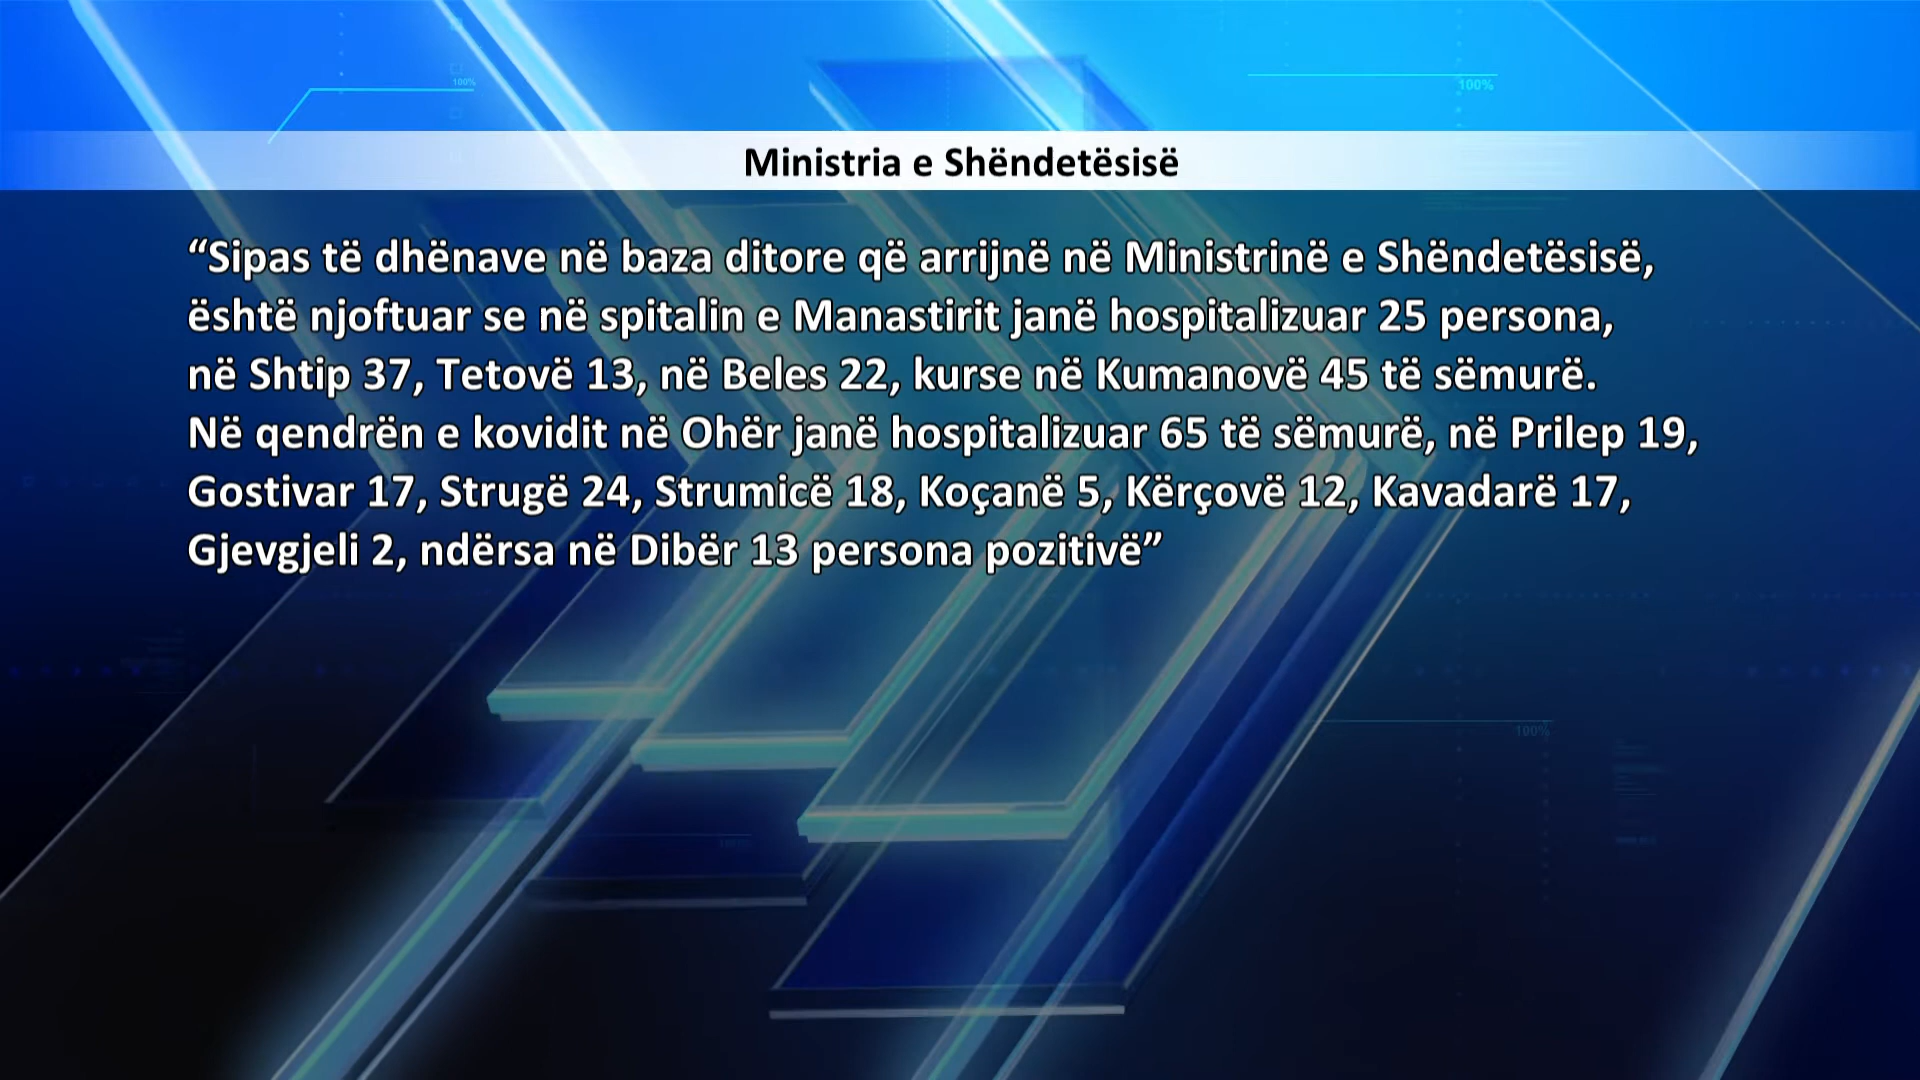 100%
100%
Ministria e Shëndetësisë
“Sipas të dhënave në baza ditore që arrijnë në Ministrinë e Shëndetësisë,
është njoftuar se në spitalin e Manastirit janë hospitalizuar 25 persona,
në Shtip 37, Tetovë 13, në Beles 22, kurse në Kumanovë 45 të sëmurë.
Në qendrën e kovidit në Ohër janë hospitalizuar 65 të sëmurë, në Prilep 19,
Gostivar 17, Strugë 24, Strumicë 18, Koçanë 5, Kërçovë 12, Kavadarë 17,
Gjevgjeli 2, ndërsa në Dibër 13 persona pozitivë”
100%